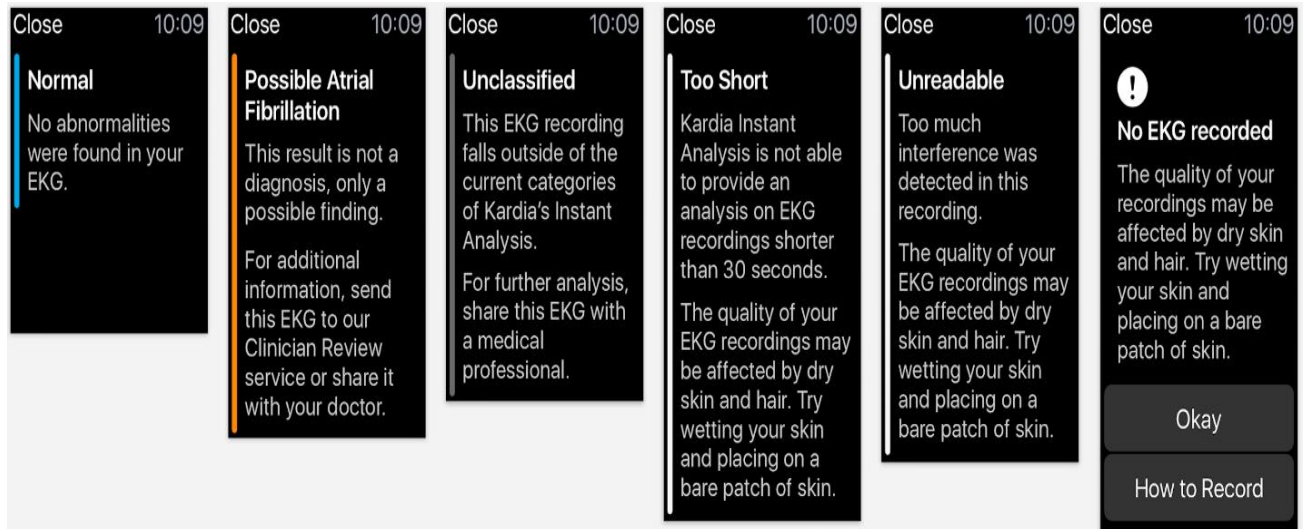 Close 10:09
Normal
No abnormalities
were found in your
EKG.
Close 10:09
Possible Atrial
Fibrillation
This result is not a
diagnosis, only a
possible finding.
For additional
information, send
this EKG to our
Clinician Review
service or share it
with your doctor.
Close 10:09
Unclassified
This EKG recording
falls outside of the
current categories
of Kardia's Instant
Analysis.
For further analysis,
share this EKG with
a medical
professional.
Close 10:09
Too Short
Kardia Instant
Analysis is not able
to provide an
analysis on EKG
recordings shorter
than 30 seconds.
The quality of your
EKG recordings may
be affected by dry
skin and hair. Try
wetting your skin
and placing on a
bare patch of skin.
Close 10:09
Unreadable
Too much
interference was
detected in this
recording.
The quality of your
EKG recordings may
be affected by dry
skin and hair. Try
wetting your skin
and placing on a
bare patch of skin.
Close 10:09
!
No EKG recorded
The quality of your
recordings may be
affected by dry skin
and hair. Try wetting
your skin and
placing on a bare
patch of skin.
Okay
How to Record